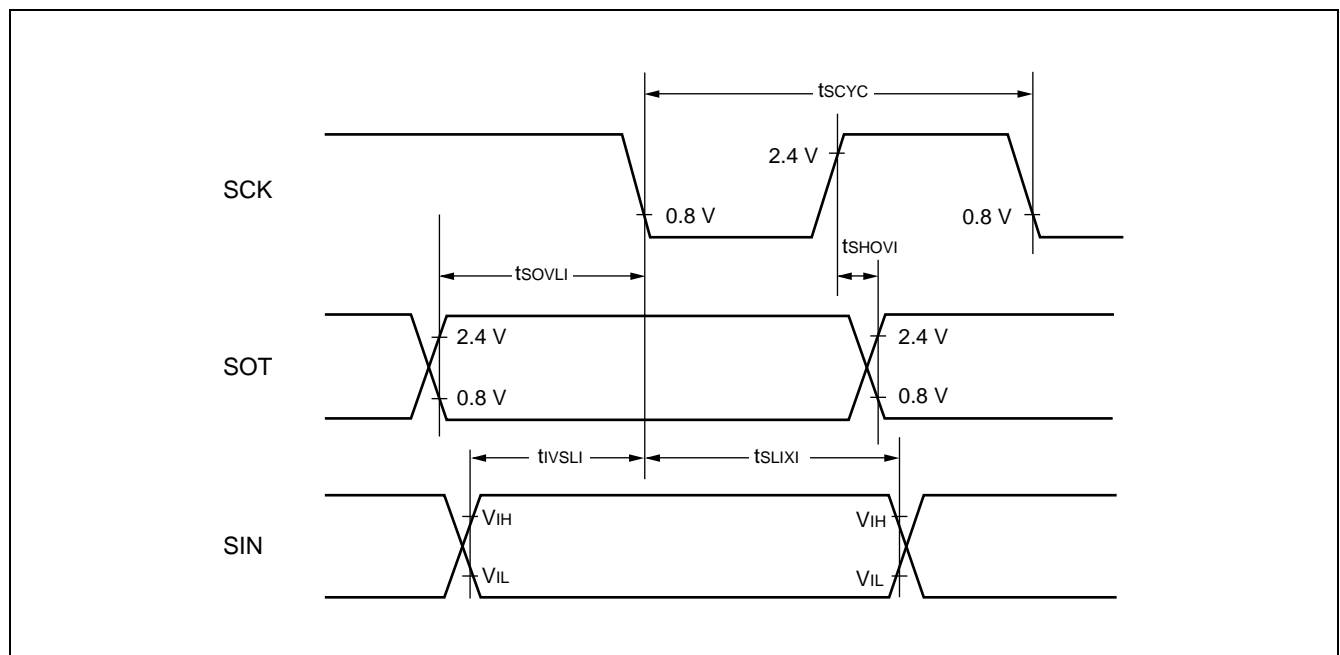 tSCYC
2.4 V
SCK
0.8 V
0.8 V
tSHOVI
tSOVLI
2.4 V
2.4 V
SOT
0.8 V
0.8 V
tIVSLI
tSLIXI
VIH
VIH
SIN
VIL
VIL